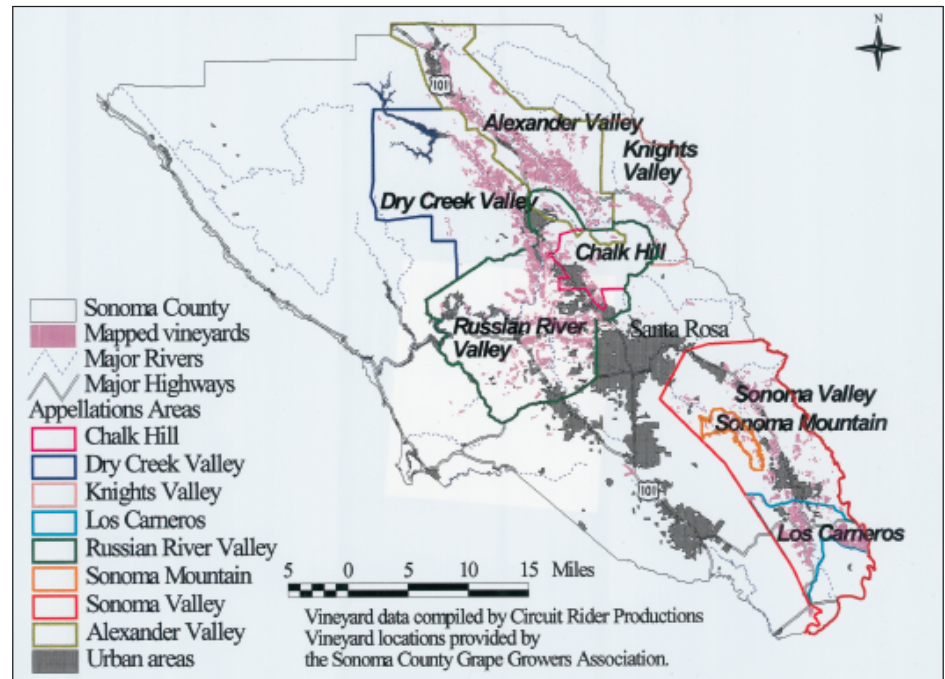 N
101
Alexander Valley
Knights
Valley
Dry Creek Valley
Chalk Hill
Russian River
Valley
Santa Rosa
Sonoma Valley
Sonoma Mountain
101
Los Carneros
Sonoma County
Mapped vineyards
Major Rivers
Major Highways
Appellations Areas
Chalk Hill
Dry Creek Valley
Knights Valley
Los Carneros
Russian River Valley
Sonoma Mountain
Sonoma Valley
Alexander Valley
Urban areas
5 0 5 10 15 Miles
Vineyard data compiled by Circuit Rider Productions
Vineyard locations provided by
the Sonoma County Grape Growers Association.